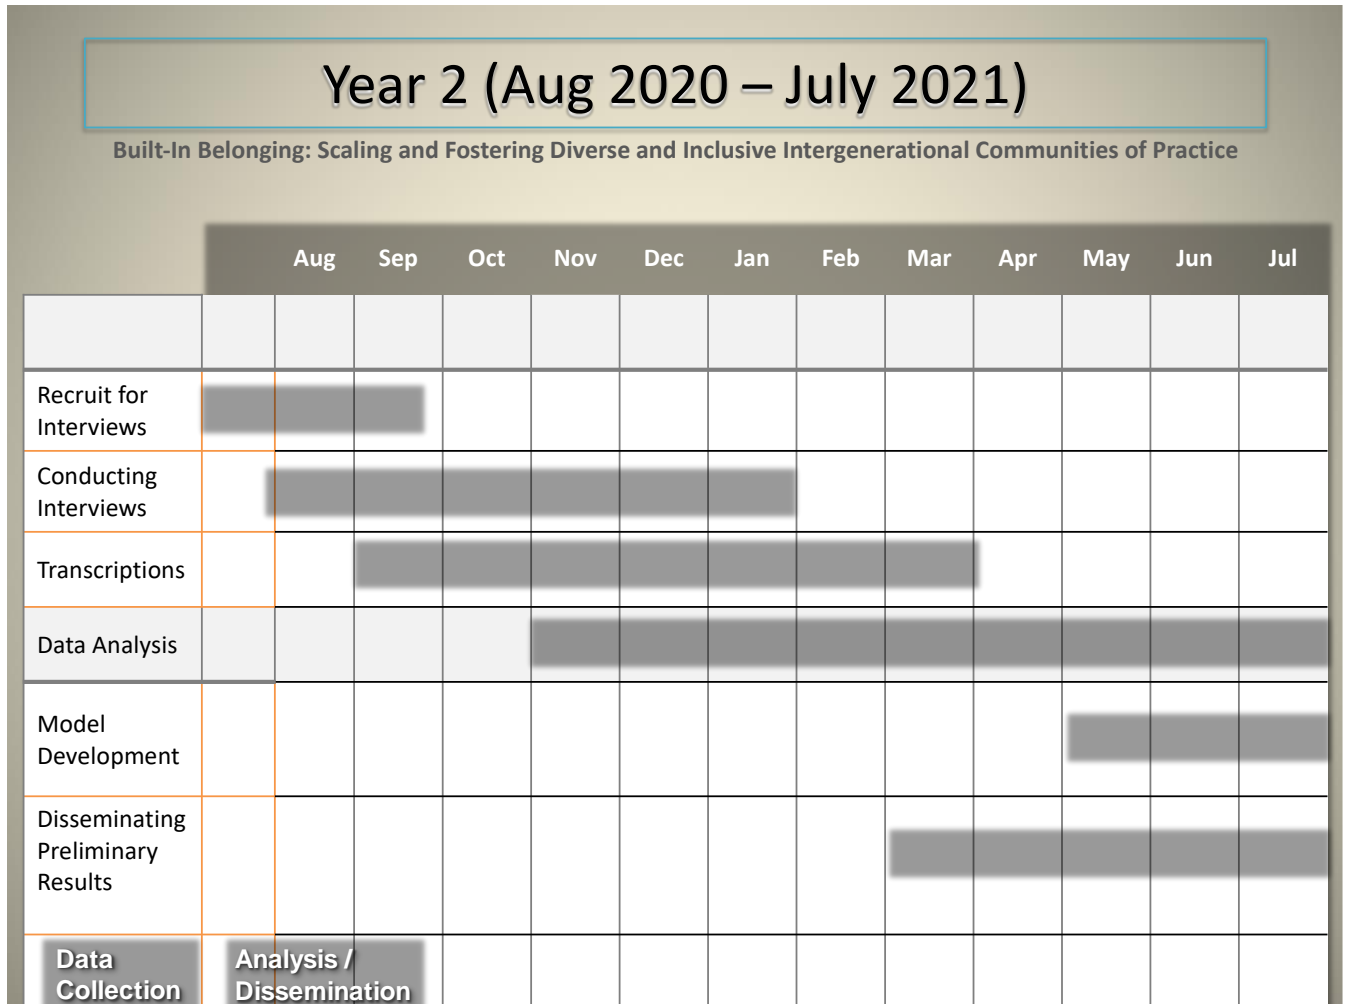 Year 2 (Aug 2020 – July 2021)
Built-In Belonging: Scaling and Fostering Diverse and Inclusive Intergenerational Communities of Practice
Aug Sep Oct Nov Dec Jan Feb Mar Apr May Jun Jul
Recruit for
Interviews
Conducting
Interviews
Transcriptions
Data Analysis
Model
Development
Disseminating
Preliminary
Results
Data
Collection
Analysis /
Dissemination